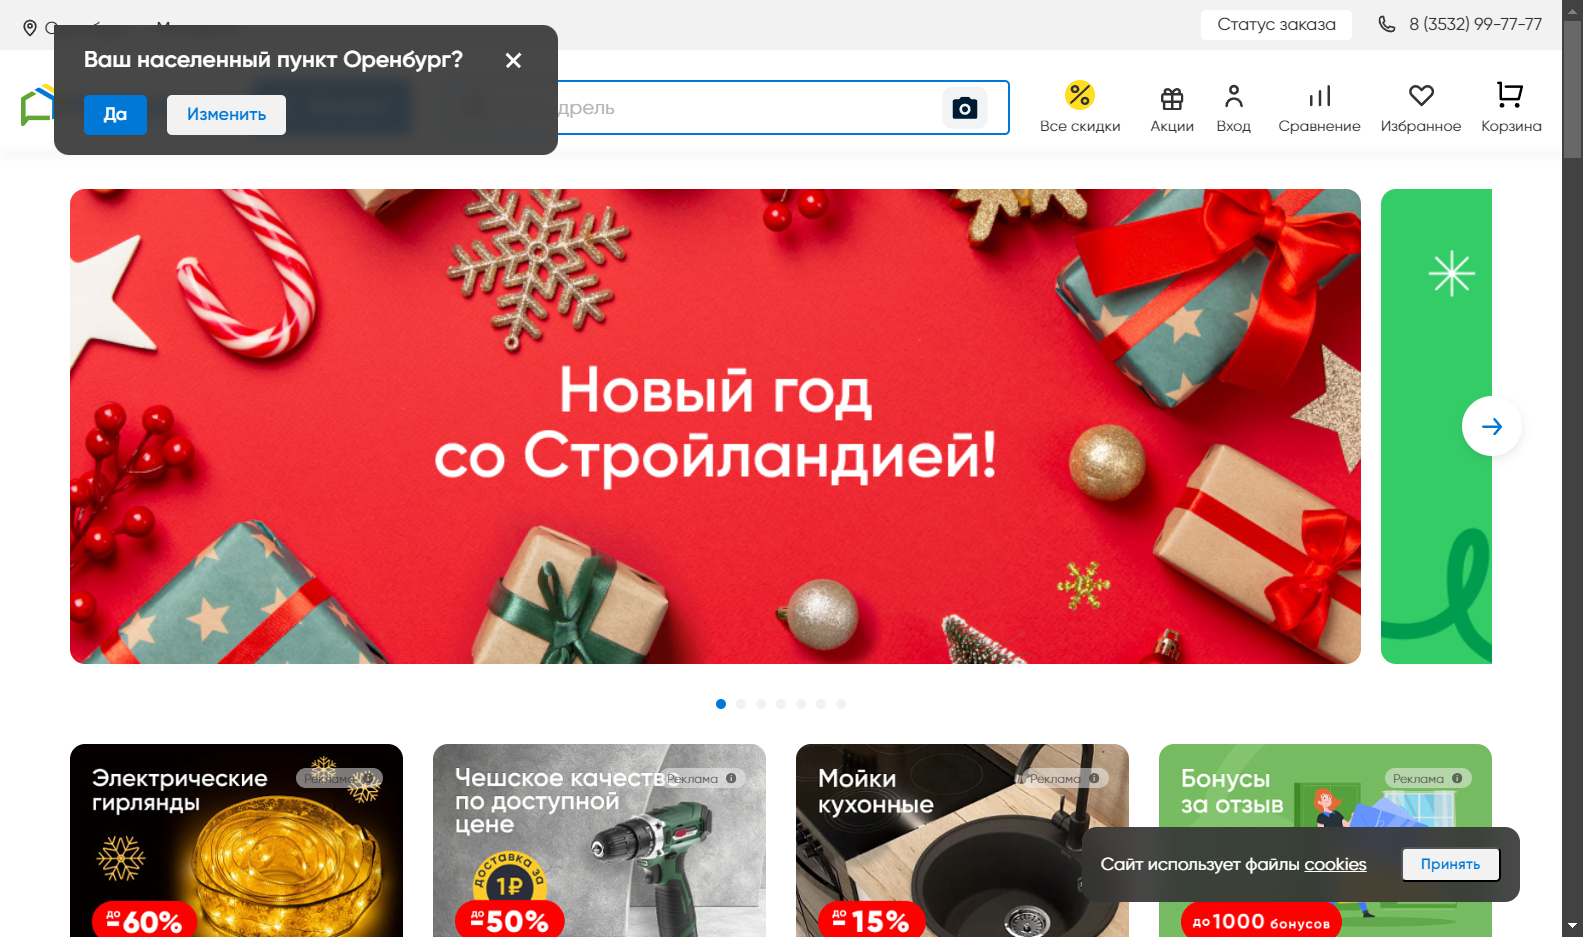 Статус заказа
8 (3532) 99-77-77
Ваш населенный пункт Оренбург?
Да
Изменить
Все скидки
Акции
Вход
Сравнение
Избранное
Корзина
Новый год
со Стройландией!
Электрические
гирлянды
Реклама
до
-60%
Чешское качество
по доступной
цене
Реклама
доставка за
1₽
до
-50%
Мойки
кухонные
Реклама
до
-15%
Бонусы
за отзыв
Реклама
до 1000 бонусов
Сайт использует файлы cookies
Принять